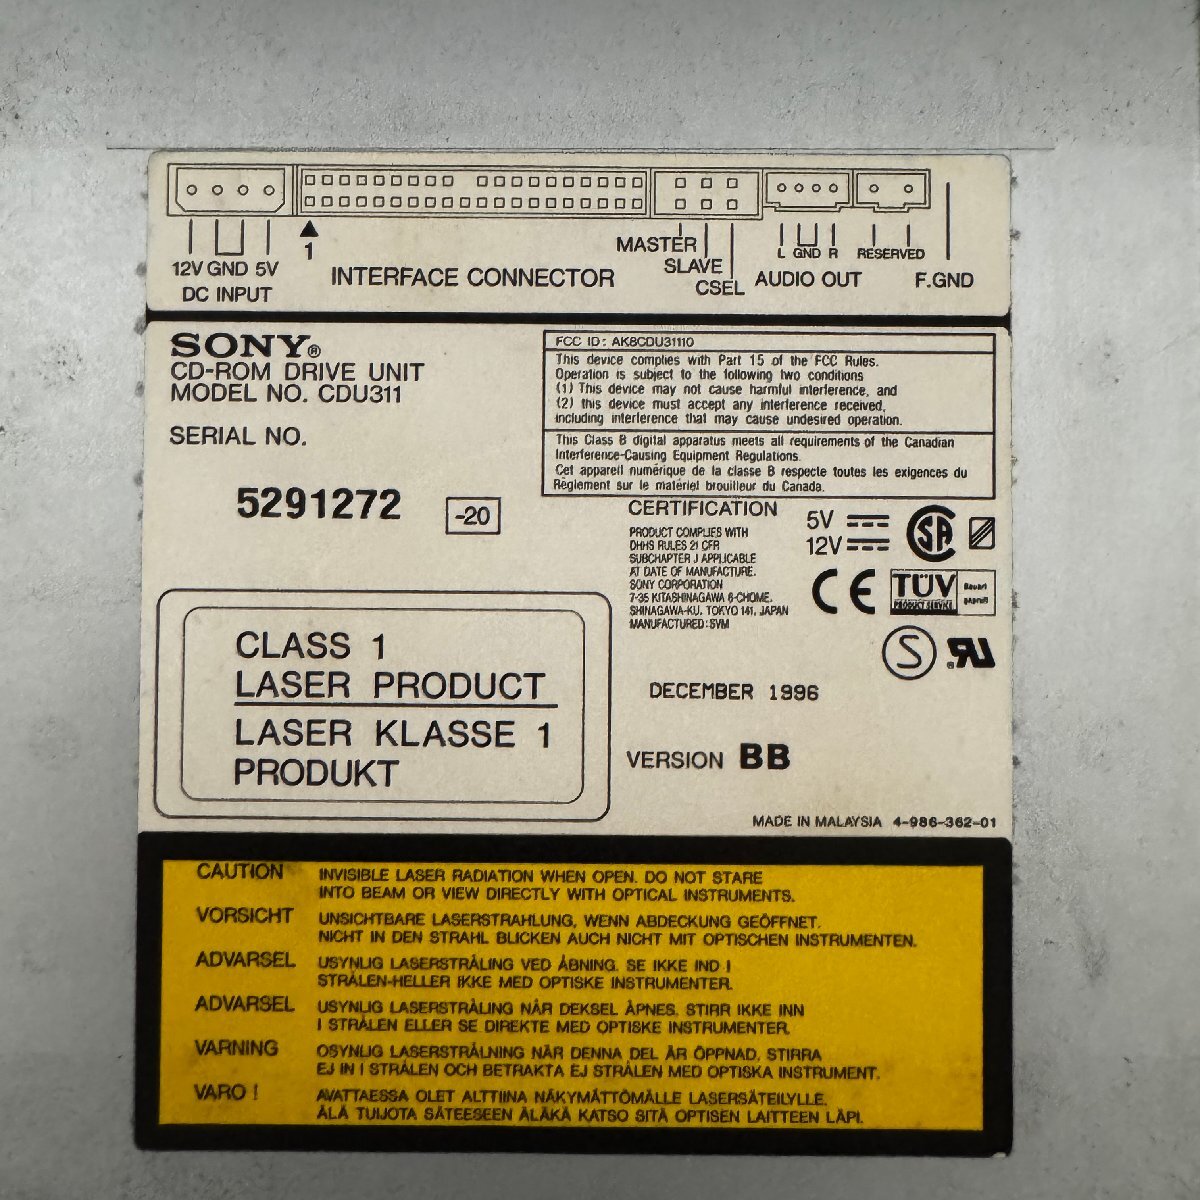 12V GND 5V
DC INPUT
1
INTERFACE CONNECTOR
MASTER
SLAVE
CSEL
L GND R
AUDIO OUT
RESERVED
F.GND
SONY®
CD-ROM DRIVE UNIT
MODEL NO. CDU311
SERIAL NO.
5291272
-20
FCC ID: AK8CDU31110
This device complies with Part 15 of the FCC Rules.
Operation is subject to the following two conditions
(1) This device may not cause harmful interference, and
(2) this device must accept any interference received,
including interference that may cause undesired operation.
This Class B digital apparatus meets all requirements of the Canadian
Interference-Causing Equipment Regulations.
Cet appareil numérique de la classe B respecte toutes les exigences du
Règlement sur le matériel brouilleur du Canada.
CERTIFICATION
PRODUCT COMPLIES WITH
DHHS RULES 21 CFR
SUBCHAPTER J APPLICABLE
AT DATE OF MANUFACTURE.
SONY CORPORATION
7-35 KITASHINAGAWA 6-CHOME.
SHINAGAWA-KU, TOKYO 141, JAPAN
MANUFACTURED: SVM
5V
12V
SA
CE
TÜV
PRODUCT SERVICE
Bauart
geprüft
S
UR®
DECEMBER 1996
VERSION BB
CLASS 1
LASER PRODUCT
LASER KLASSE 1
PRODUKT
MADE IN MALAYSIA 4-986-362-01
CAUTION INVISIBLE LASER RADIATION WHEN OPEN. DO NOT STARE
INTO BEAM OR VIEW DIRECTLY WITH OPTICAL INSTRUMENTS.
VORSICHT UNSICHTBARE LASERSTRAHLUNG, WENN ABDECKUNG GEÖFFNET.
NICHT IN DEN STRAHL BLICKEN AUCH NICHT MIT OPTISCHEN INSTRUMENTEN.
ADVARSEL USYNLIG LASERSTRÅLING VED ÅBNING. SE IKKE IND I
STRÅLEN-HELLER IKKE MED OPTISKE INSTRUMENTER.
ADVARSEL USYNLIG LASERSTRÅLING NÅR DEKSEL ÅPNES. STIRR IKKE INN
I STRÅLEN ELLER SE DIREKTE MED OPTISKE INSTRUMENTER.
VARNING OSYNLIG LASERSTRÅLNING NÄR DENNA DEL ÄR ÖPPNAD, STIRRA
EJ IN I STRÅLEN OCH BETRAKTA EJ STRÅLEN MED OPTISKA INSTRUMENT.
VARO ! AVATTAESSA OLET ALTTIINA NÄKYMÄTTÖMÄLLE LASERSÄTEILYLLE.
ÄLÄ TUIJOTA SÄTEESEEN ÄLÄKÄ KATSO SITÄ OPTISEN LAITTEEN LÄPI.